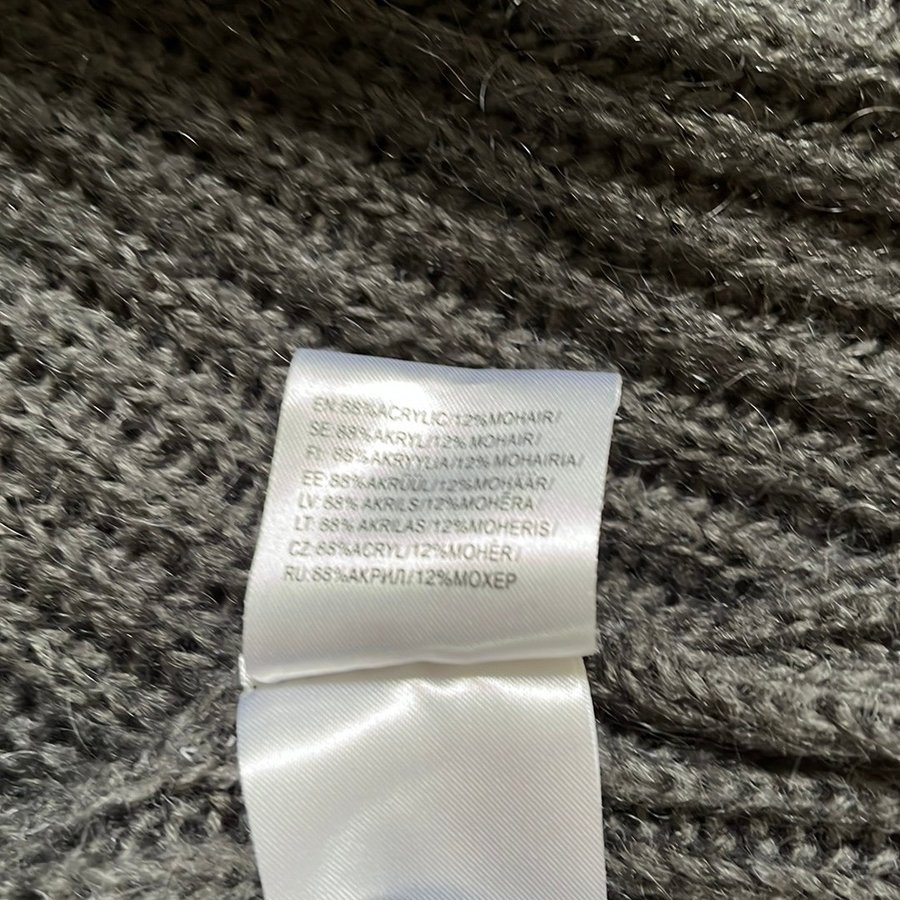 EN:88%ACRYLIC/12%MOHAIR/
SE:88%AKRYL/12% MOHAIR/
FI: 88%AKRYYLIA/12% MOHAIRIA/
EE:88%AKRÜÜL/12%MOHÄÄR/
LV:88% AKRILS/12%MOHĒRA
LT:88% AKRILAS/12%MOHERIS/
CZ:88%ACRYL/12%MOHÉR/
RU:88%АКРИЛ/12%МОХЕР